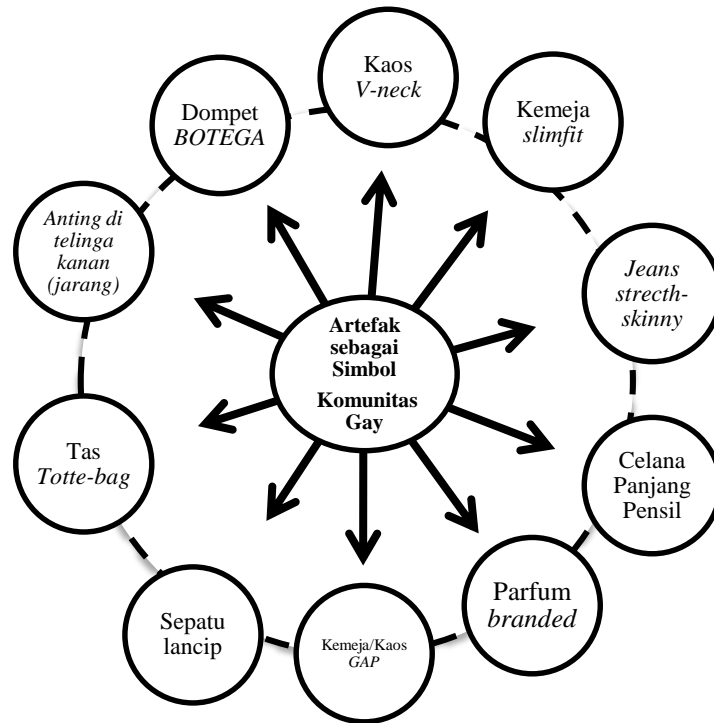 Kaos
V-neck
Kemeja
slimfit
Jeans
strecth-
skinny
Celana
Panjang
Pensil
Parfum
branded
Kemeja/Kaos
GAP
Sepatu
lancip
Tas
Totte-bag
Anting di
telinga
kanan
(jarang)
Dompet
BOTEGA
Artefak
sebagai
Simbol
Komunitas
Gay